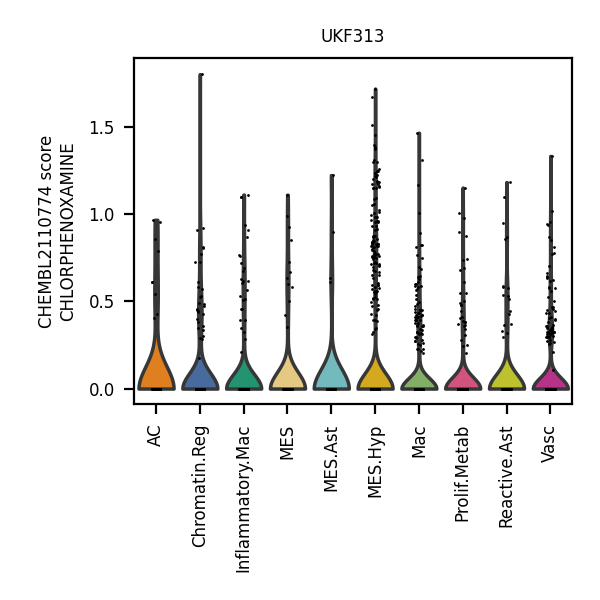 UKF313
CHEMBL2110774 score
CHLORPHENOXAMINE
1.5
1.0
0.5
0.0
AC
Chromatin.Reg
Inflammatory.Mac
MES
MES.Ast
MES.Hyp
Mac
Prolif.Metab
Reactive.Ast
Vasc